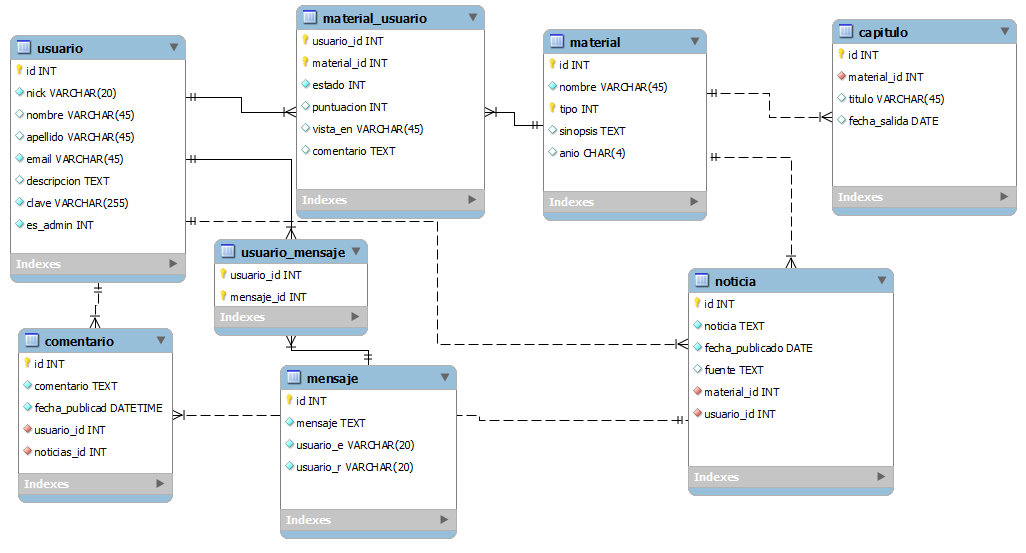 usuario
id INT
nick VARCHAR(20)
nombre VARCHAR(45)
apellido VARCHAR(45)
email VARCHAR(45)
descripcion TEXT
clave VARCHAR(255)
es_admin INT
Indexes
material_usuario
usuario_id INT
material_id INT
estado INT
puntuacion INT
vista_en VARCHAR(45)
comentario TEXT
Indexes
material
id INT
nombre VARCHAR(45)
tipo INT
sinopsis TEXT
anio CHAR(4)
Indexes
capitulo
id INT
material_id INT
titulo VARCHAR(45)
fecha_salida DATE
Indexes
usuario_mensaje
usuario_id INT
mensaje_id INT
Indexes
noticia
id INT
noticia TEXT
fecha_publicado DATE
fuente TEXT
material_id INT
usuario_id INT
Indexes
comentario
id INT
comentario TEXT
fecha_publicad DATETIME
usuario_id INT
noticias_id INT
Indexes
mensaje
id INT
mensaje TEXT
usuario_e VARCHAR(20)
usuario_r VARCHAR(20)
Indexes